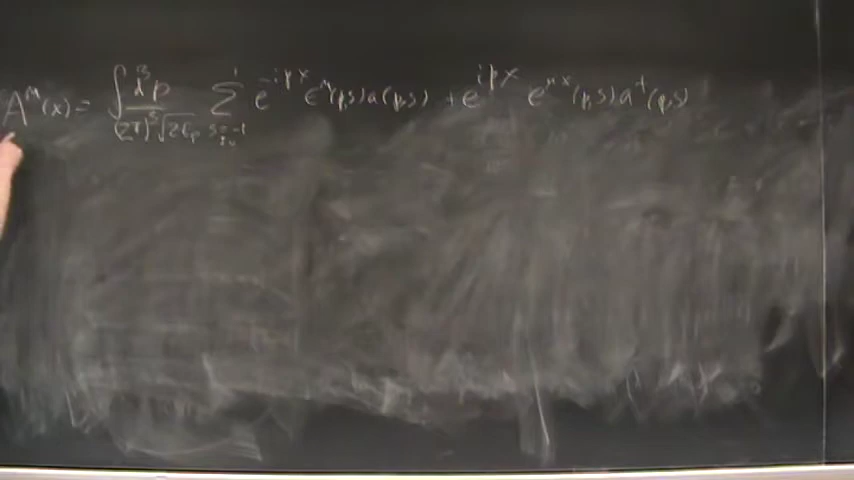 A^μ(x) = ∫ d³p / (2π)³√2E_p Σ_{s=-1}^{1} e^{-ipx} ϵ^μ(p,s) a(p,s) + e^{ipx} ϵ^{μ*}(p,s) a^†(p,s)